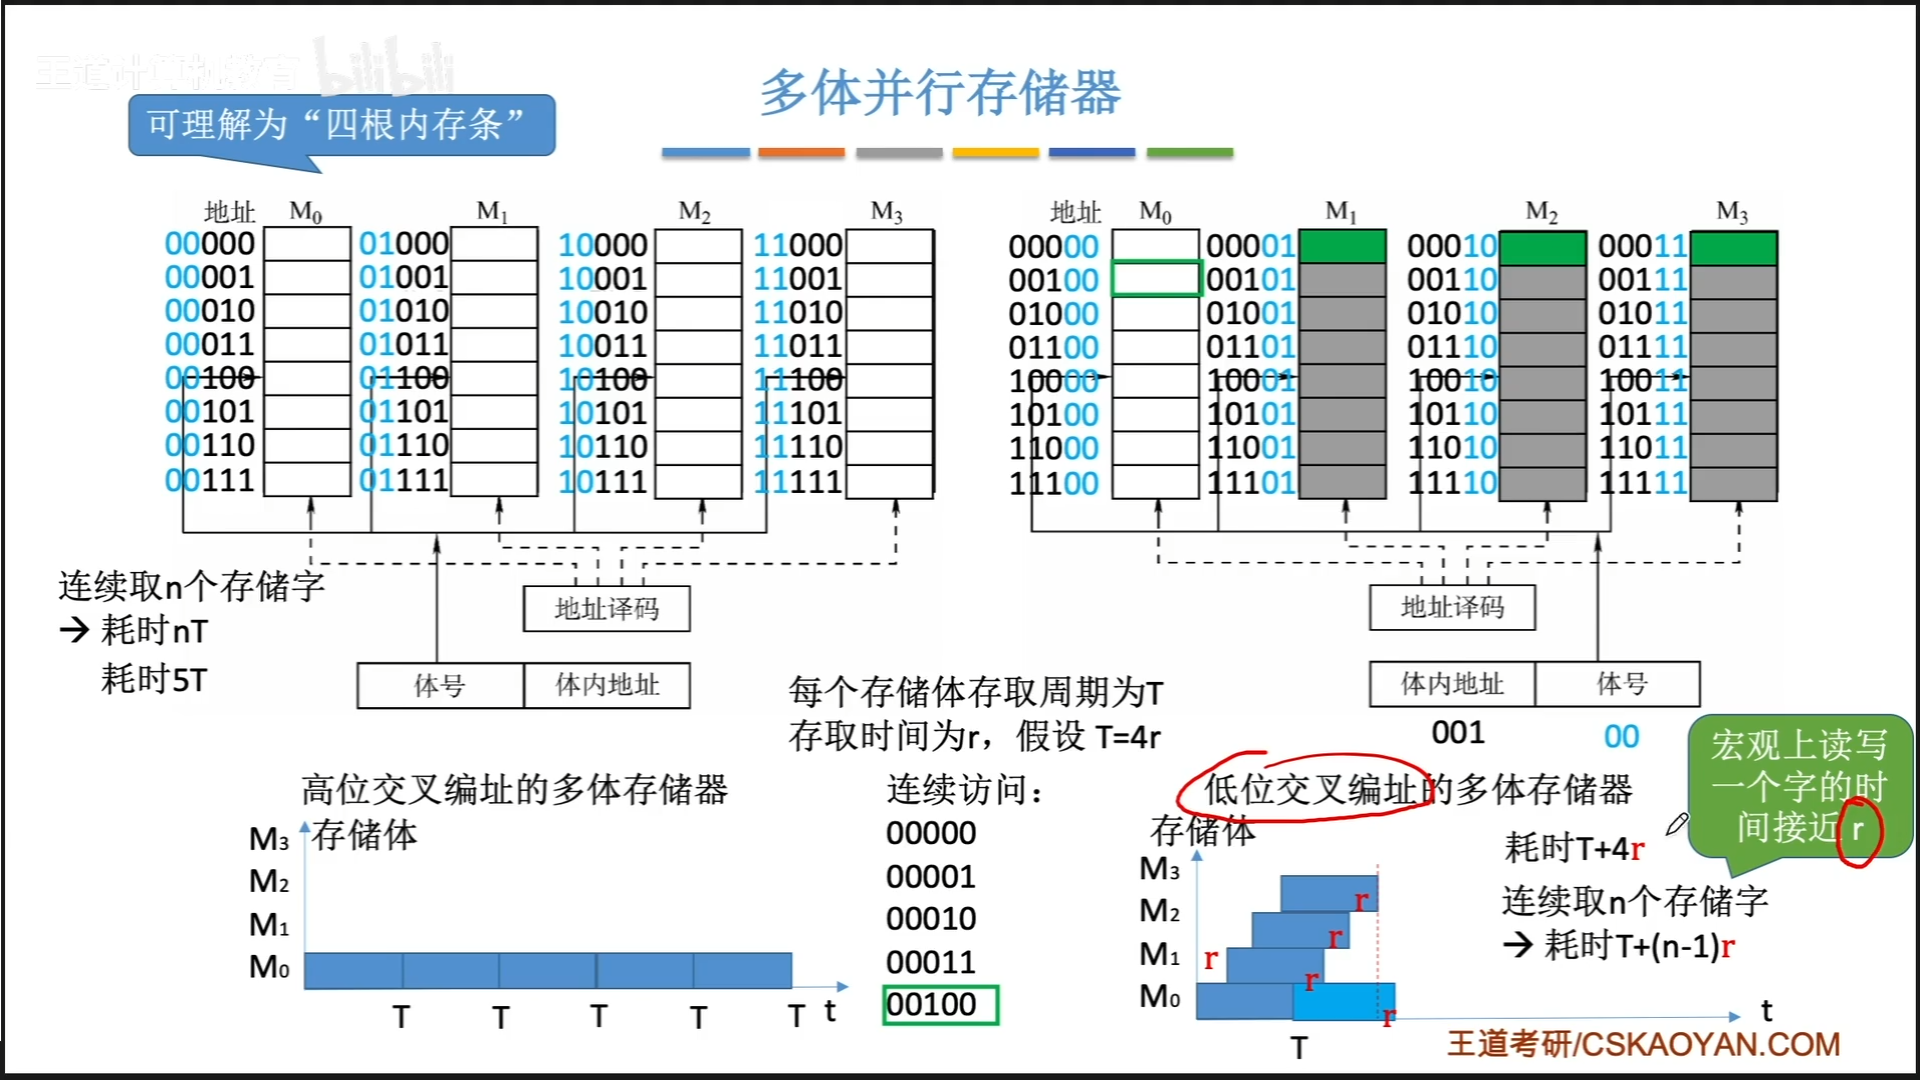 王道计算机教育 bilibili
可理解为“四根内存条”
多体并行存储器
地址 M0 M1 M2 M3
00000 01000 10000 11000
00001 01001 10001 11001
00010 01010 10010 11010
00011 01011 10011 11011
00100 01100 10100 11100
00101 01101 10101 11101
00110 01110 10110 11110
00111 01111 10111 11111
地址译码
体号 体内地址
连续取n个存储字
→ 耗时nT
耗时5T
地址 M0 M1 M2 M3
00000 00001 00010 00011
00100 00101 00110 00111
01000 01001 01010 01011
01100 01101 01110 01111
10000 10001 10010 10011
10100 10101 10110 10111
11000 11001 11010 11011
11100 11101 11110 11111
地址译码
体内地址 体号
001 00
每个存储体存取周期为T
存取时间为r，假设 T=4r
高位交叉编址的多体存储器
存储体
M3
M2
M1
M0
T T T T T t
连续访问：
00000
00001
00010
00011
00100
低位交叉编址的多体存储器
存储体
M3 r
M2 r
M1 r r
M0 r
T t
耗时T+4r
连续取n个存储字
→ 耗时T+(n-1)r
宏观上读写
一个字的时
间接近 r
王道考研/CSKAOYAN.COM